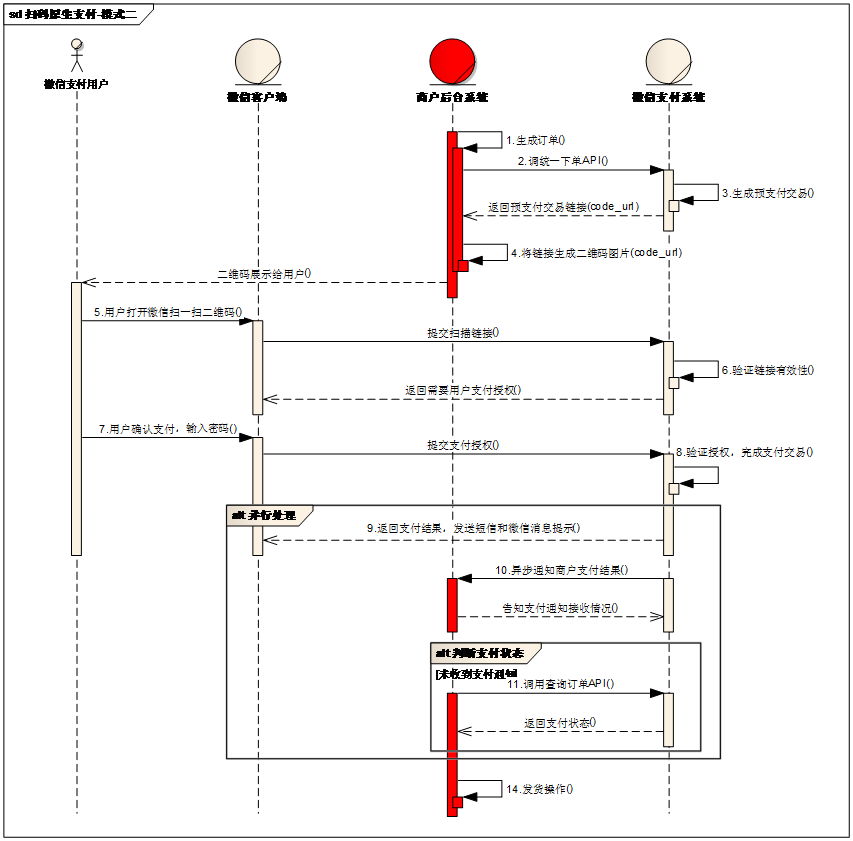 sd 扫码原生支付-模式二
微信支付用户
微信客户端
商户后台系统
微信支付系统
1.生成订单()
2.调统一下单API()
3.生成预支付交易()
返回预支付交易链接(code_url)
4.将链接生成二维码图片(code_url)
二维码展示给用户()
5.用户打开微信扫一扫二维码()
提交扫描链接()
6.验证链接有效性()
返回需要用户支付授权()
7.用户确认支付，输入密码()
提交支付授权()
8.验证授权，完成支付交易()
alt 并行处理
9.返回支付结果，发送短信和微信消息提示()
10.异步通知商户支付结果()
告知支付通知接收情况()
alt 判断支付状态
[未收到支付通知]
11.调用查询订单API()
返回支付状态()
14.发货操作()